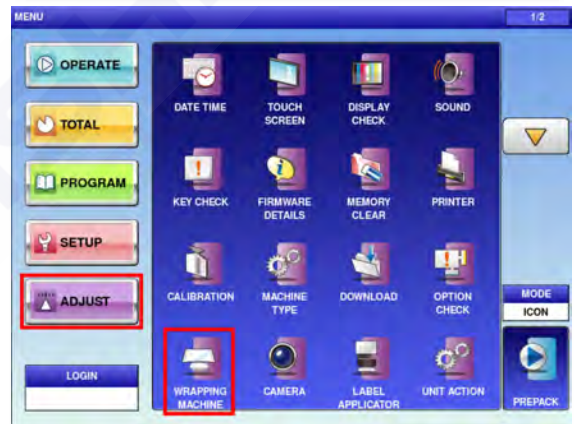 MENU
1/2
OPERATE
TOTAL
PROGRAM
SETUP
ADJUST
LOGIN
DATE TIME
TOUCH
SCREEN
DISPLAY
CHECK
SOUND
KEY CHECK
FIRMWARE
DETAILS
MEMORY
CLEAR
PRINTER
CALIBRATION
MACHINE
TYPE
DOWNLOAD
OPTION
CHECK
WRAPPING
MACHINE
CAMERA
LABEL
APPLICATOR
UNIT ACTION
MODE
ICON
PREPACK